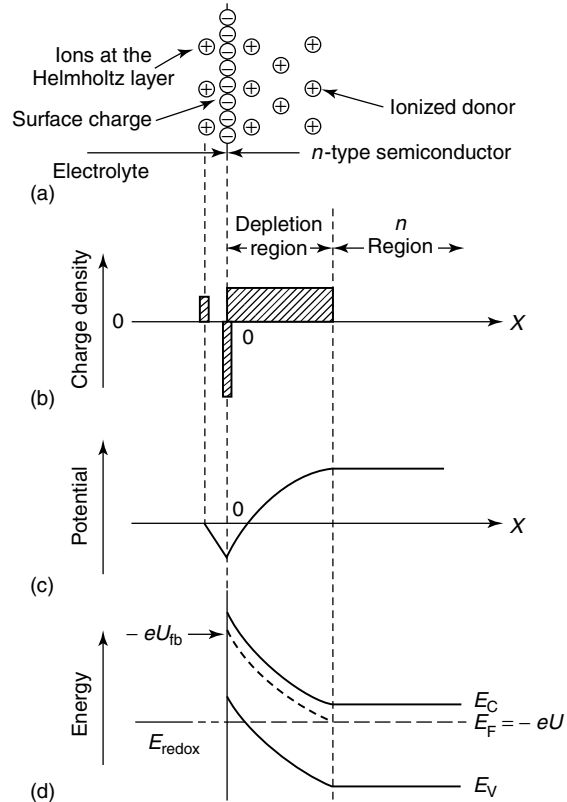 Ions at the
Helmholtz layer
Surface charge
Ionized donor
Electrolyte
n-type semiconductor
(a)
Depletion
region
n
Region
Charge density
0
0
X
(b)
Potential
0
X
(c)
Energy
– eU_fb
E_C
E_F = – eU
E_redox
E_V
(d)